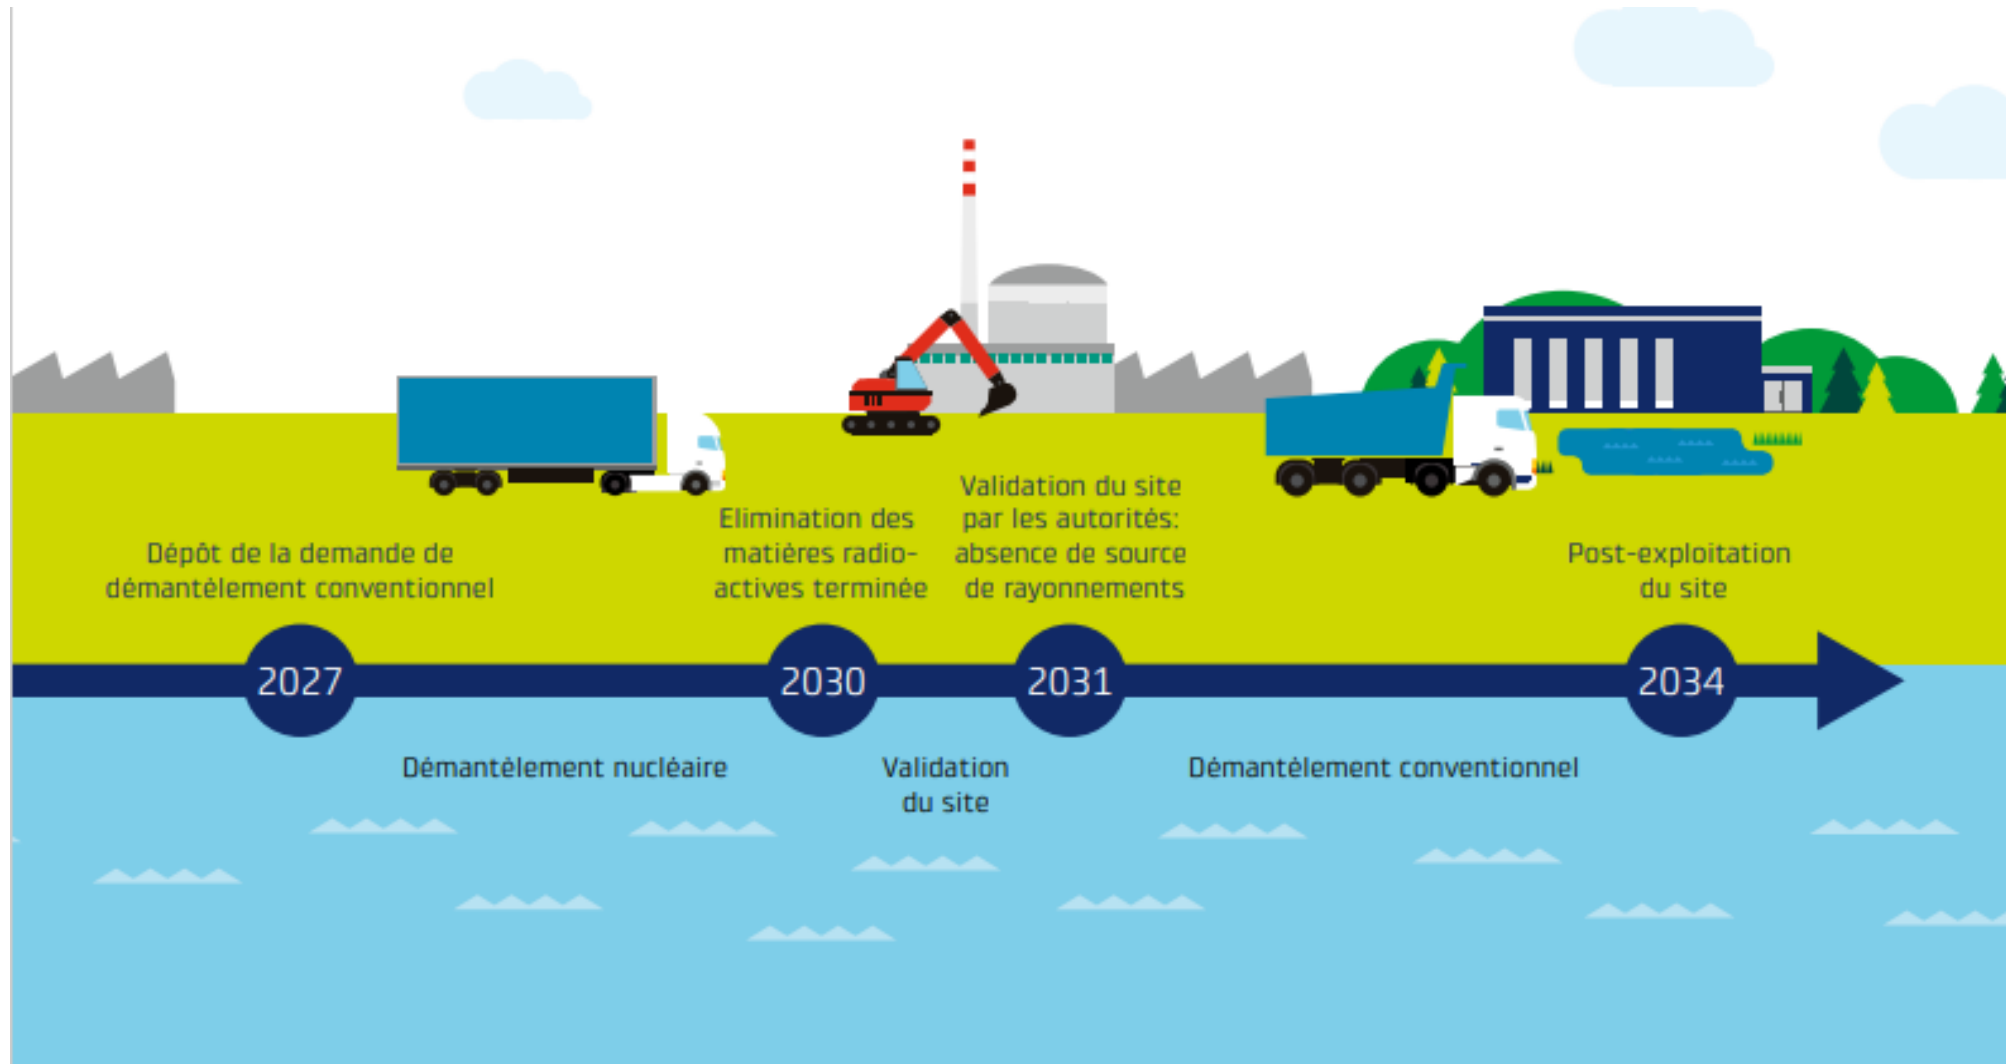 Dépôt de la demande de
démantèlement conventionnel
Elimination des
matières radio-
actives terminée
Validation du site
par les autorités:
absence de source
de rayonnements
Post-exploitation
du site
2027
2030
2031
2034
Démantèlement nucléaire
Validation
du site
Démantèlement conventionnel